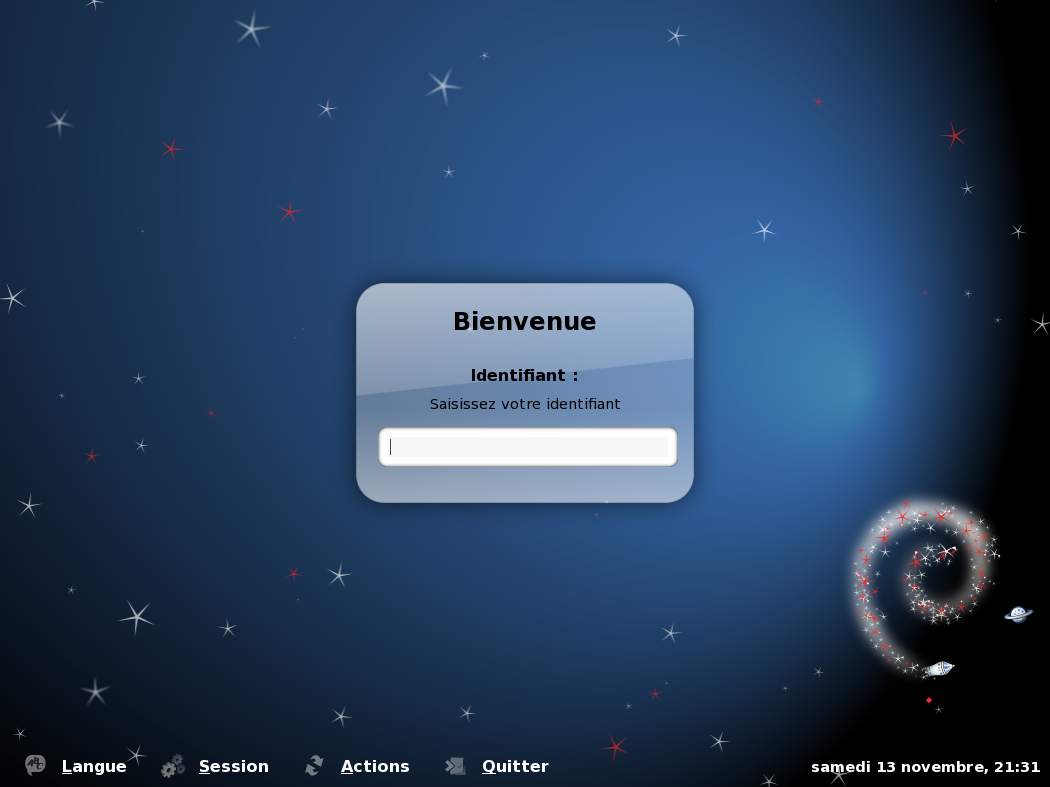 Bienvenue
Identifiant :
Saisissez votre identifiant
Langue
Session
Actions
Quitter
samedi 13 novembre, 21:31